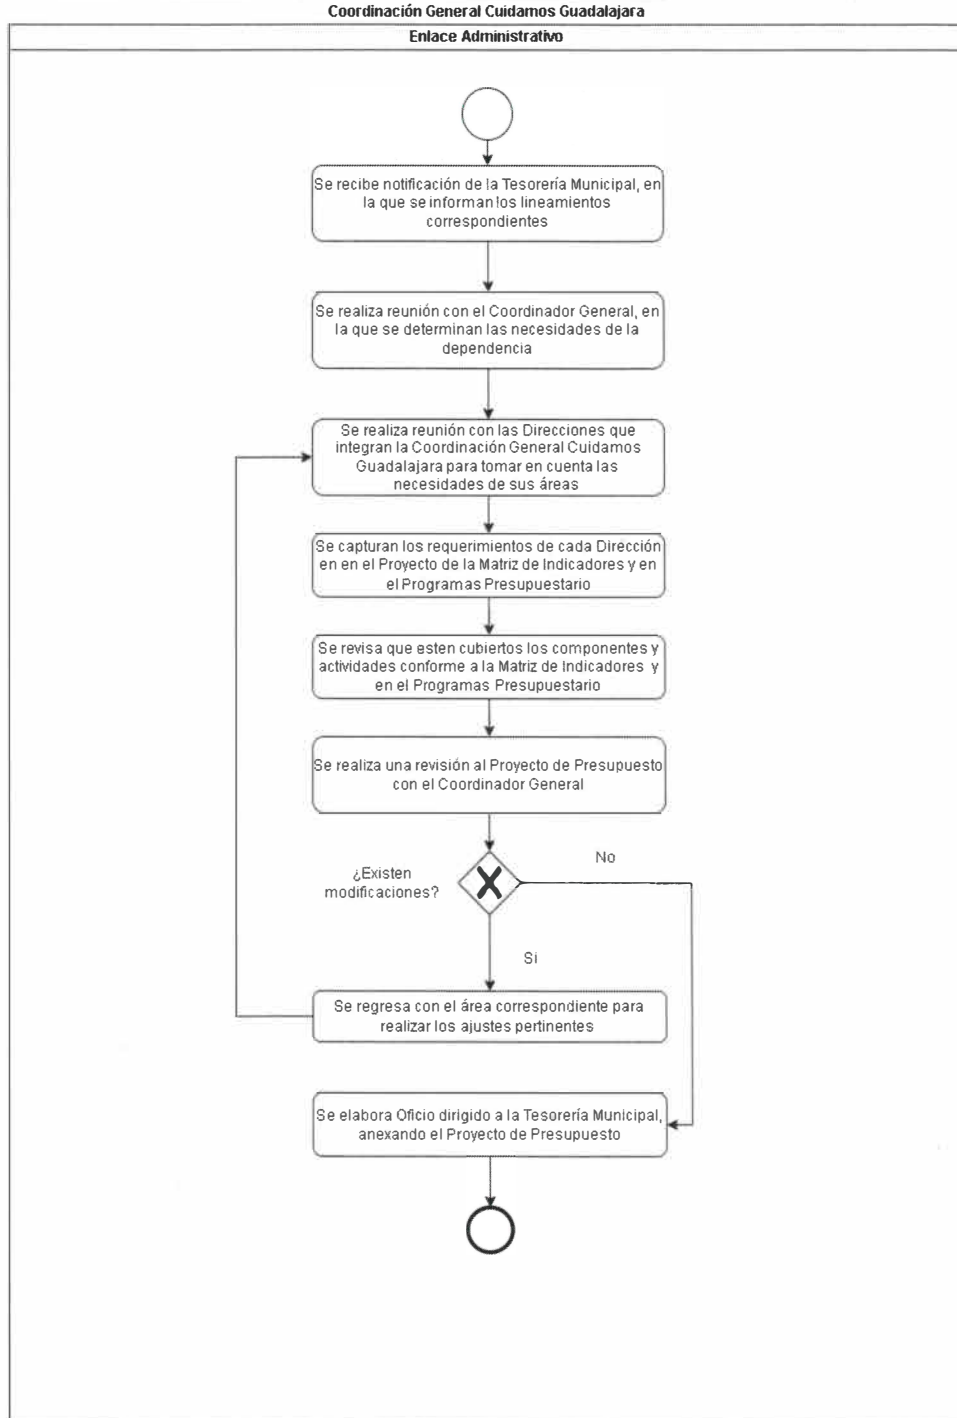 Coordinación General Cuidamos Guadalajara
Enlace Administrativo
Se recibe notificación de la Tesorería Municipal, en
la que se informan los lineamientos
correspondientes
Se realiza reunión con el Coordinador General, en
la que se determinan las necesidades de la
dependencia
Se realiza reunión con las Direcciones que
integran la Coordinación General Cuidamos
Guadalajara para tomar en cuenta las
necesidades de sus áreas
Se capturan los requerimientos de cada Dirección
en en el Proyecto de la Matriz de Indicadores y en
el Programas Presupuestario
Se revisa que esten cubiertos los componentes y
actividades conforme a la Matriz de Indicadores y
en el Programas Presupuestario
Se realiza una revisión al Proyecto de Presupuesto
con el Coordinador General
¿Existen
modificaciones?
No
Si
Se regresa con el área correspondiente para
realizar los ajustes pertinentes
Se elabora Oficio dirigido a la Tesorería Municipal,
anexando el Proyecto de Presupuesto